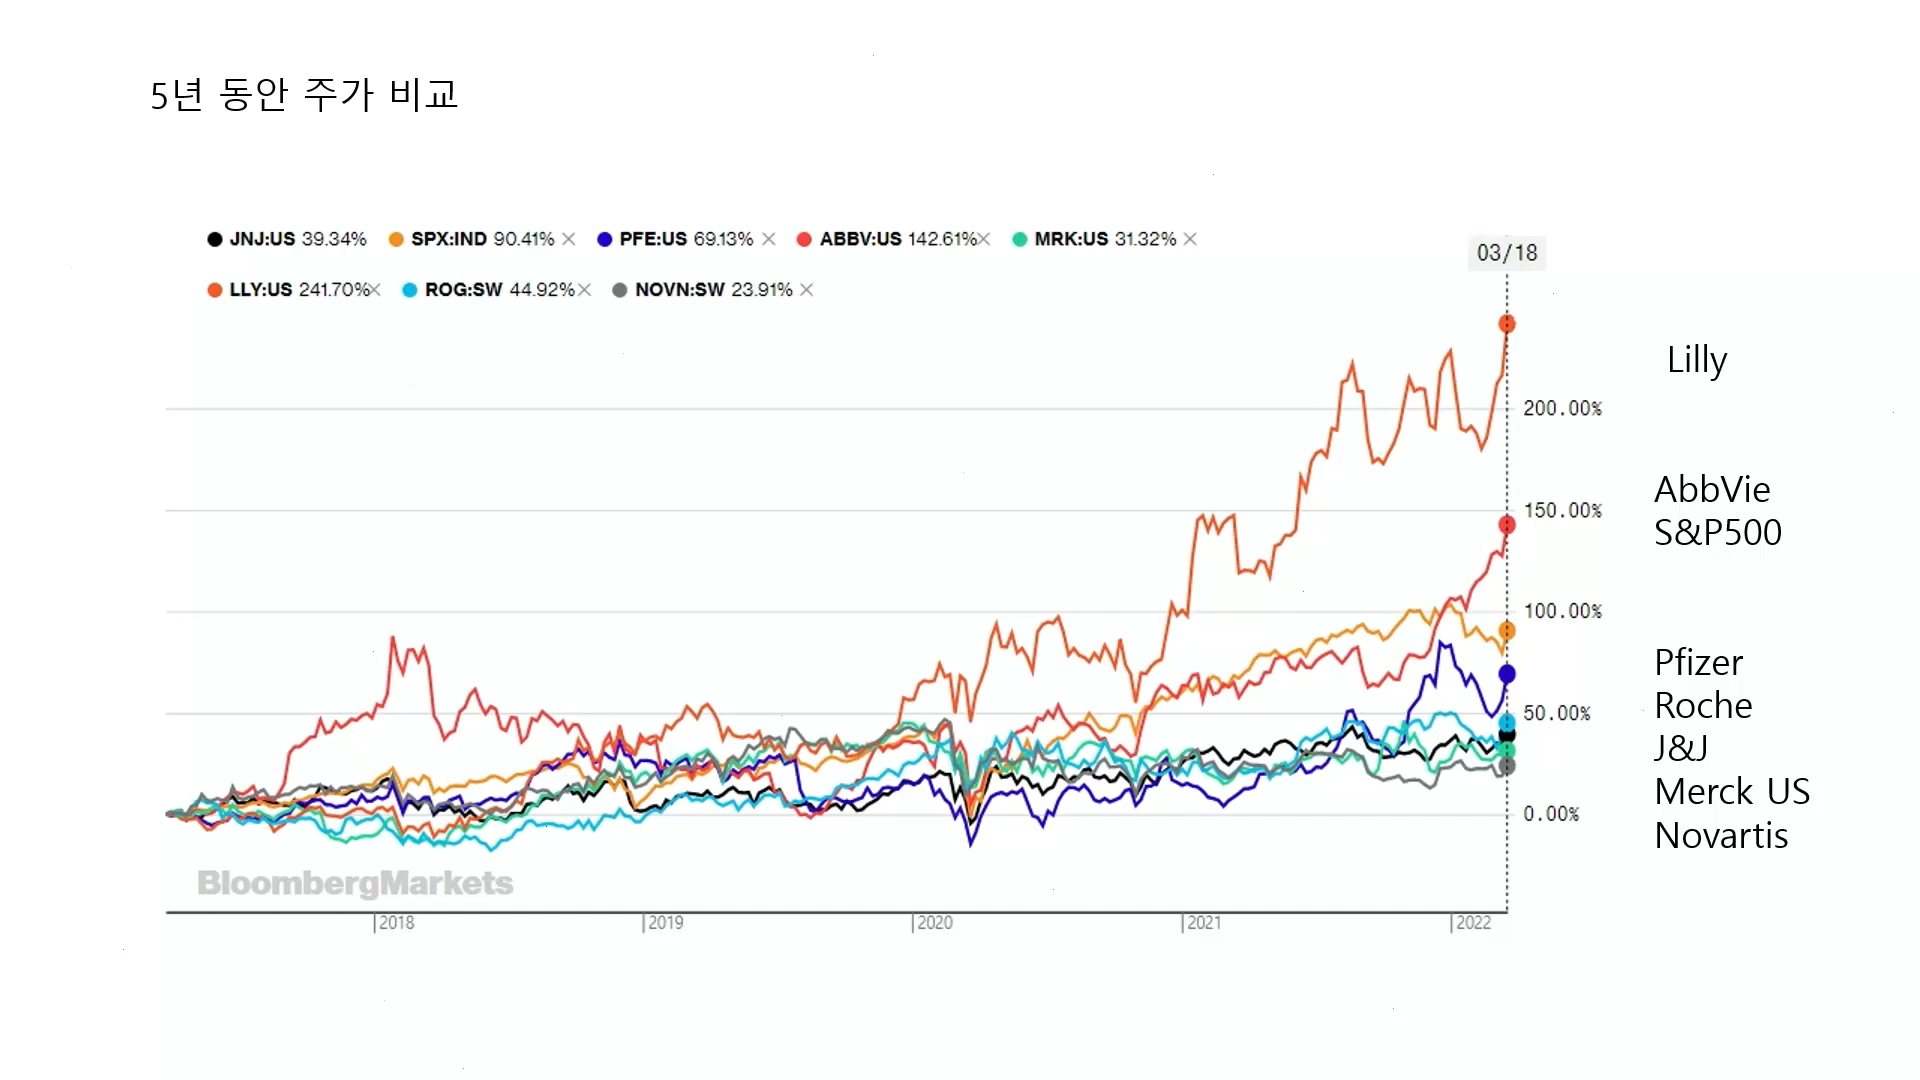 5년 동안 주가 비교
JNJ:US 39.34% SPX:IND 90.41% PFE:US 69.13% ABBV:US 142.61% MRK:US 31.32%
LLY:US 241.70% ROG:SW 44.92% NOVN:SW 23.91%
03/18
Lilly
200.00%
AbbVie
150.00%
S&P500
100.00%
Pfizer
Roche
50.00%
J&J
Merck US
0.00%
Novartis
BloombergMarkets
2018 2019 2020 2021 2022